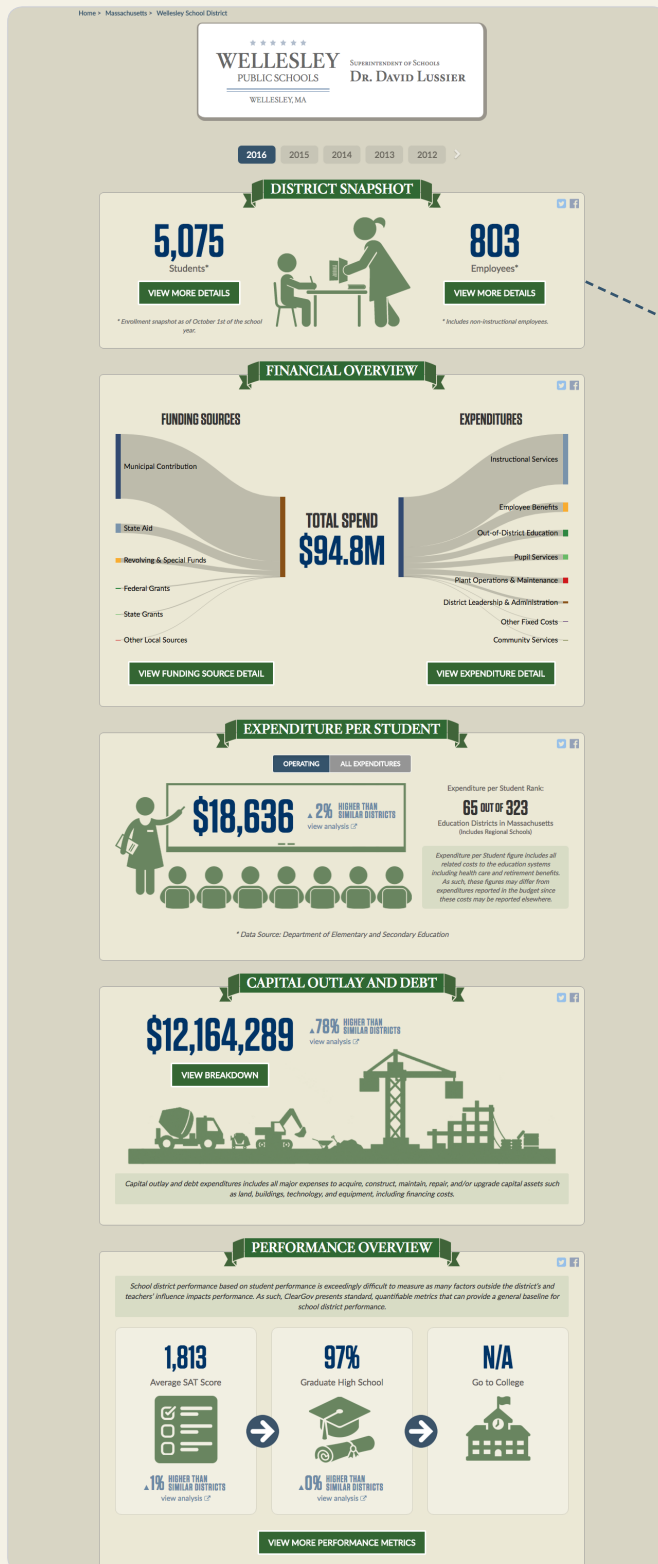 Home > Massachusetts > Wellesley School District
WELLESLEY
PUBLIC SCHOOLS
WELLESLEY, MA
SUPERINTENDENT OF SCHOOLS
DR. DAVID LUSSIER
2016 2015 2014 2013 2012
DISTRICT SNAPSHOT
5,075
Students*
VIEW MORE DETAILS
* Enrollment snapshot as of October 1st of the school
year.
803
Employees*
VIEW MORE DETAILS
* Includes non-instructional employees.
FINANCIAL OVERVIEW
FUNDING SOURCES
Municipal Contribution
State Aid
Revolving & Special Funds
Federal Grants
State Grants
Other Local Sources
VIEW FUNDING SOURCE DETAIL
TOTAL SPEND
$94.8M
EXPENDITURES
Instructional Services
Employee Benefits
Out-of-District Education
Pupil Services
Plant Operations & Maintenance
District Leadership & Administration
Other Fixed Costs
Community Services
VIEW EXPENDITURE DETAIL
EXPENDITURE PER STUDENT
OPERATING ALL EXPENDITURES
$18,636
2% HIGHER THAN
SIMILAR DISTRICTS
view analysis
Expenditure per Student Rank:
65 OUT OF 323
Education Districts in Massachusetts
(Includes Regional Schools)
Expenditure per Student figure includes all
related costs to the education systems
including health care and retirement benefits.
As such, these figures may differ from
expenditures reported in the budget since
these costs may be reported elsewhere.
* Data Source: Department of Elementary and Secondary Education
CAPITAL OUTLAY AND DEBT
$12,164,289
78% HIGHER THAN
SIMILAR DISTRICTS
view analysis
VIEW BREAKDOWN
Capital outlay and debt expenditures includes all major expenses to acquire, construct, maintain, repair, and/or upgrade capital assets such
as land, buildings, technology, and equipment, including financing costs.
PERFORMANCE OVERVIEW
School district performance based on student performance is exceedingly difficult to measure as many factors outside the district's and
teachers' influence impacts performance. As such, ClearGov presents standard, quantifiable metrics that can provide a general baseline for
school district performance.
1,813
Average SAT Score
1% HIGHER THAN
SIMILAR DISTRICTS
view analysis
97%
Graduate High School
0% HIGHER THAN
SIMILAR DISTRICTS
view analysis
N/A
Go to College
VIEW MORE PERFORMANCE METRICS